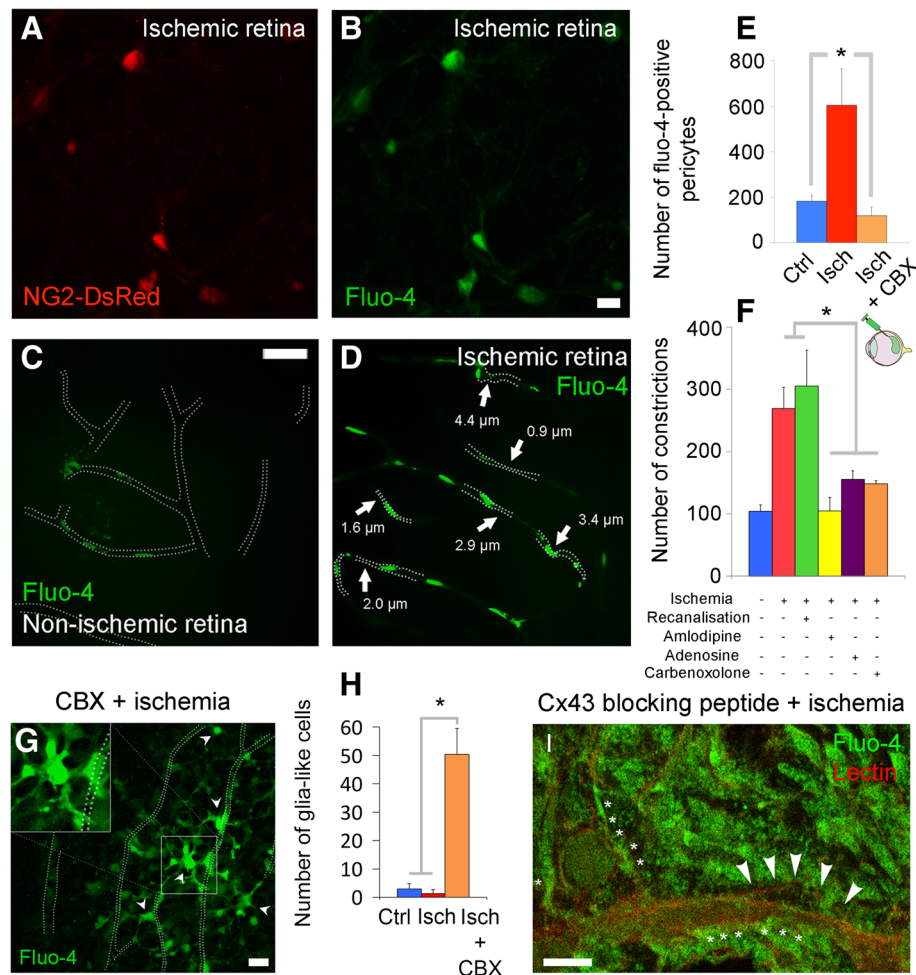 A
Ischemic retina
NG2-DsRed
B
Ischemic retina
Fluo-4
E
Number of fluo-4-positive
pericytes
800
600
400
200
0
*
Ctrl
Isch
Isch
+ CBX
C
Fluo-4
Non-ischemic retina
D
Ischemic retina
Fluo-4
4.4 µm
0.9 µm
1.6 µm
2.9 µm
3.4 µm
2.0 µm
F
Number of constrictions
400
300
200
100
0
*
Ischemia - + + + + +
Recanalisation - - + - - -
Amlodipine - - - + - -
Adenosine - - - - + -
Carbenoxolone - - - - - +
CBX + ischemia
G
Fluo-4
H
Number of glia-like cells
60
50
40
30
20
10
0
*
Ctrl Isch Isch
+
CBX
Cx43 blocking peptide + ischemia
I
Fluo-4
Lectin
* * * * *
*
* * * * * * *